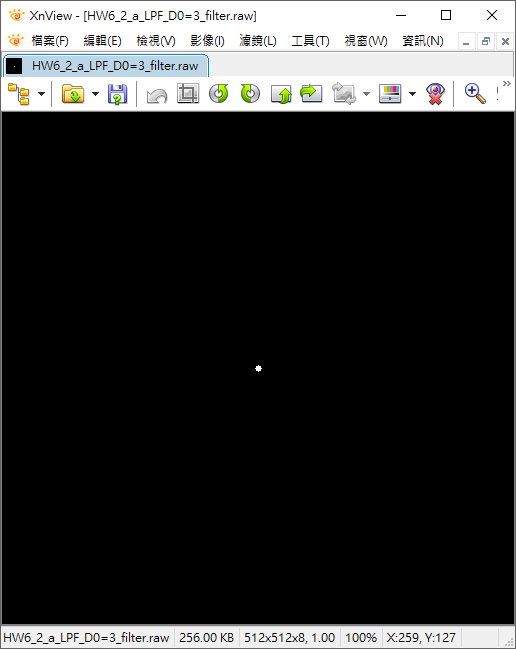 XnView - [HW6_2_a_LPF_D0=3_filter.raw]
檔案(F) 編輯(E) 檢視(V) 影像(I) 濾鏡(L) 工具(T) 視窗(W) 資訊(N)
HW6_2_a_LPF_D0=3_filter.raw
HW6_2_a_LPF_D0=3_filter.raw 256.00 KB 512x512x8, 1.00 100% X:259, Y:127